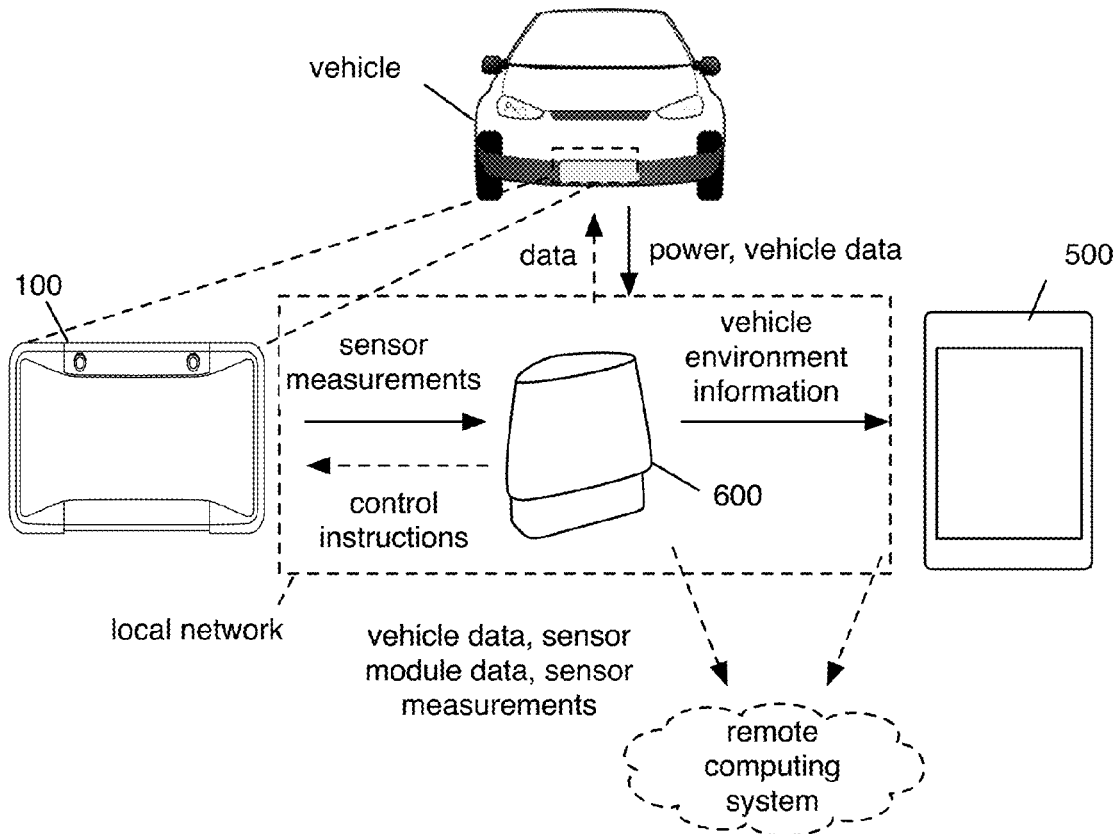 vehicle
data
power, vehicle data
100
500
sensor
measurements
vehicle
environment
information
600
control
instructions
local network
vehicle data, sensor
module data, sensor
measurements
remote
computing
system